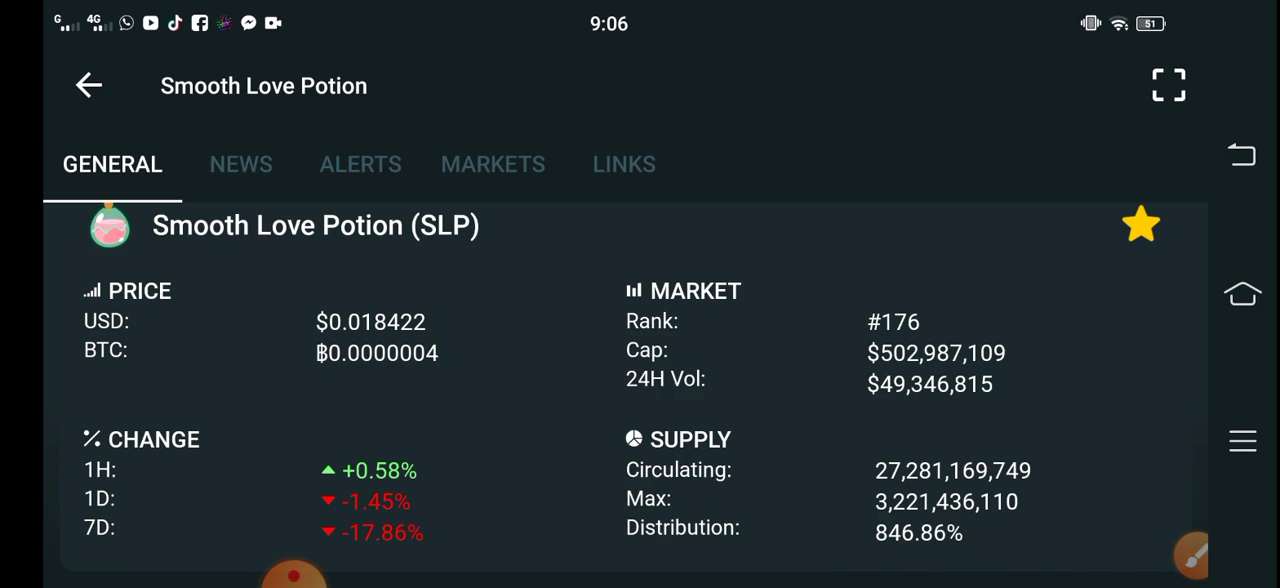 G 4G 9:06 51
Smooth Love Potion
GENERAL NEWS ALERTS MARKETS LINKS
Smooth Love Potion (SLP)
PRICE
USD: $0.018422
BTC: ฿0.0000004
MARKET
Rank: #176
Cap: $502,987,109
24H Vol: $49,346,815
CHANGE
1H: +0.58%
1D: -1.45%
7D: -17.86%
SUPPLY
Circulating: 27,281,169,749
Max: 3,221,436,110
Distribution: 846.86%